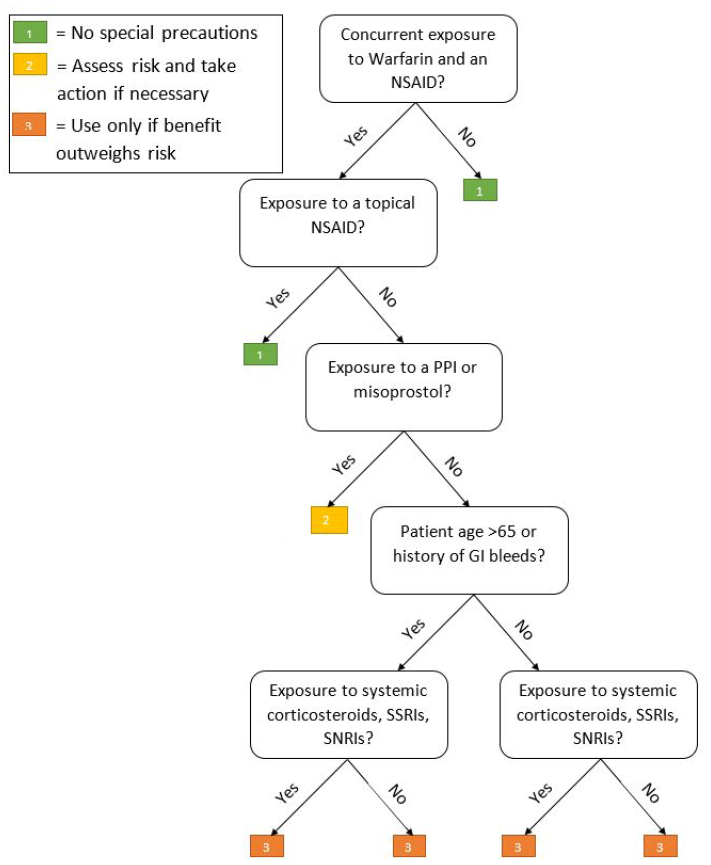 1 = No special precautions
2 = Assess risk and take
action if necessary
3 = Use only if benefit
outweighs risk
Concurrent exposure
to Warfarin and an
NSAID?
Yes
No
1
Exposure to a topical
NSAID?
Yes
No
1
Exposure to a PPI or
misoprostol?
Yes
No
2
Patient age >65 or
history of GI bleeds?
Yes
No
Exposure to systemic
corticosteroids, SSRIs,
SNRIs?
Exposure to systemic
corticosteroids, SSRIs,
SNRIs?
Yes
No
Yes
No
3
3
3
3